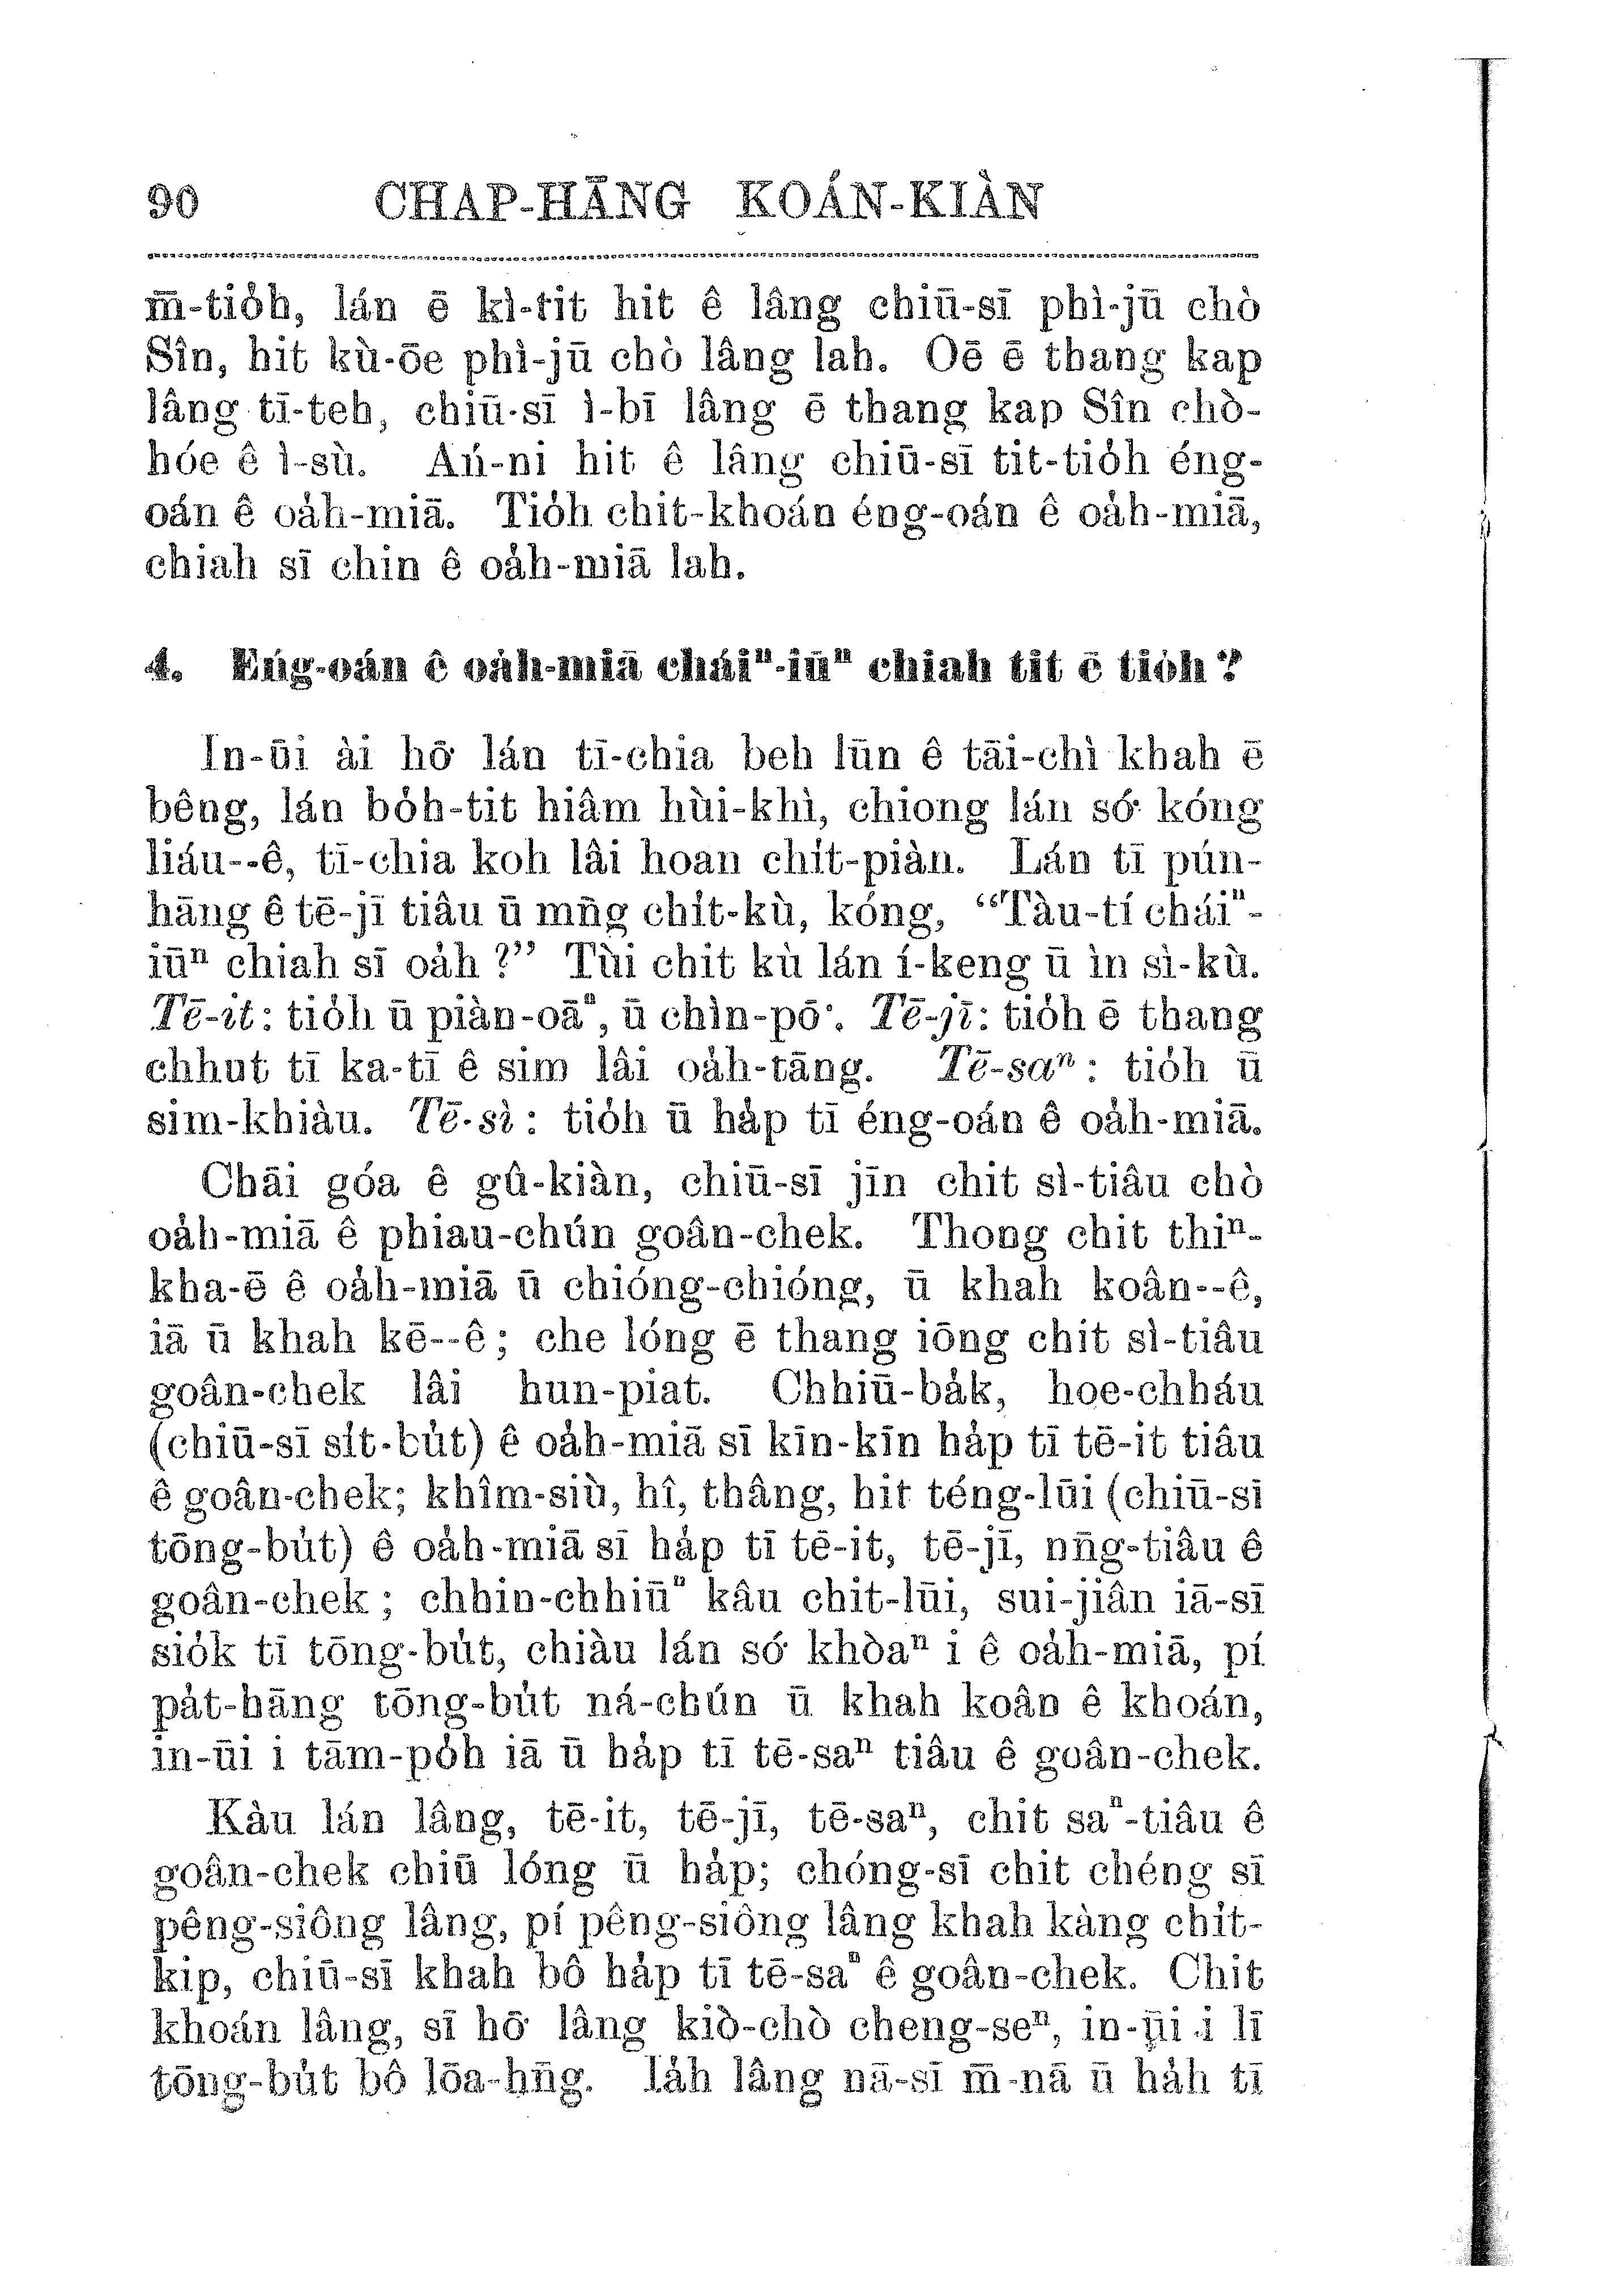 90 CHAP-HĀNG KOÁN-KIÀN
m̄-tio̍h, lán ē kì-tit hit ê lâng chiū-sī phì-jū chò
Sîn, hit kù-ōe phì-jū chò lâng lah. Oē ē thang kap
lâng tī-teh, chiū-sī ì-bī lâng ē thang kap Sîn chò-
hóe ê ì-sù. Ań-ni hit ê lâng chiū-sī tit-tio̍h éng-
oán ê oa̍h-miā. Tio̍h chit-khoán éng-oán ê oa̍h-miā,
chiah sī chin ê oa̍h-miā lah.
4. Eńg-oán ê oa̍h-miā cháiⁿ-iūⁿ chiah tit ē tio̍h?
In-ūi ài hō͘ lán tī-chia beh lūn ê tāi-chì khah ē
bêng, lán bo̍h-tit hiâm hùi-khì, chiong lán só͘ kóng
liáu--ê, tī-chia koh lâi hoan chi̍t-piàn. Lán tī pún-
hāng ê tē-jī tiâu ū mn̄g chi̍t-kù, kóng, “Tàu-tí cháiⁿ-
iūⁿ chiah sī oa̍h?” Tùi chit kù lán í-keng ū ìn sì-kù.
Tē-it: tio̍h ū piàn-oāⁿ, ū chìn-pō͘. Tē-jī: tio̍h ē thang
chhut tī ka-tī ê sim lâi oa̍h-tāng. Tē-saⁿ: tio̍h ū
sim-khiàu. Tē-sì: tio̍h ū ha̍p tī éng-oán ê oa̍h-miā.
Chāi góa ê gû-kiàn, chiū-sī jīn chit sì-tiâu chò
oa̍h-miā ê phiau-chún goân-chek. Thong chit thiⁿ-
kha-ē ê oa̍h-miā ū chióng-chióng, ū khah koân--ê,
iā ū khah kē--ê; che lóng ē thang iōng chit sì-tiâu
goân-chek lâi hun-piat. Chhiū-ba̍k, hoe-chháu
(chiū-sī si̍t-bu̍t) ê oa̍h-miā sī kīn-kīn ha̍p tī tē-it tiâu
ê goân-chek; khîm-siù, hî, thâng, hit téng-lūi (chiū-sī
tōng-bu̍t) ê oa̍h-miā sī ha̍p tī tē-it, tē-jī, nn̄g-tiâu ê
goân-chek; chhin-chhiūⁿ kâu chit-lūi, sui-jiân iā-sī
sio̍k tī tōng-bu̍t, chiàu lán só͘ khòaⁿ i ê oa̍h-miā, pí
pa̍t-hāng tōng-bu̍t ná-chún ū khah koân ê khoán,
in-ūi i tām-po̍h iā ū ha̍p tī tē-saⁿ tiâu ê goân-chek.
Kàu lán lâng, tē-it, tē-jī, tē-saⁿ, chit saⁿ-tiâu ê
goân-chek chiū lóng ū ha̍p; chóng-sī chit chéng sī
pêng-siông lâng, pí pêng-siông lâng khah kàng chi̍t-
kip, chiū-sī khah bô ha̍p tī tē-saⁿ ê goân-chek. Chit
khoán lâng, sī hō͘ lâng kiò-chò cheng-seⁿ, in-ūi i lī
tōng-bu̍t bô lōa-hn̄g. Ia̍h lâng nā-sī m̄-nā ū ha̍h tī